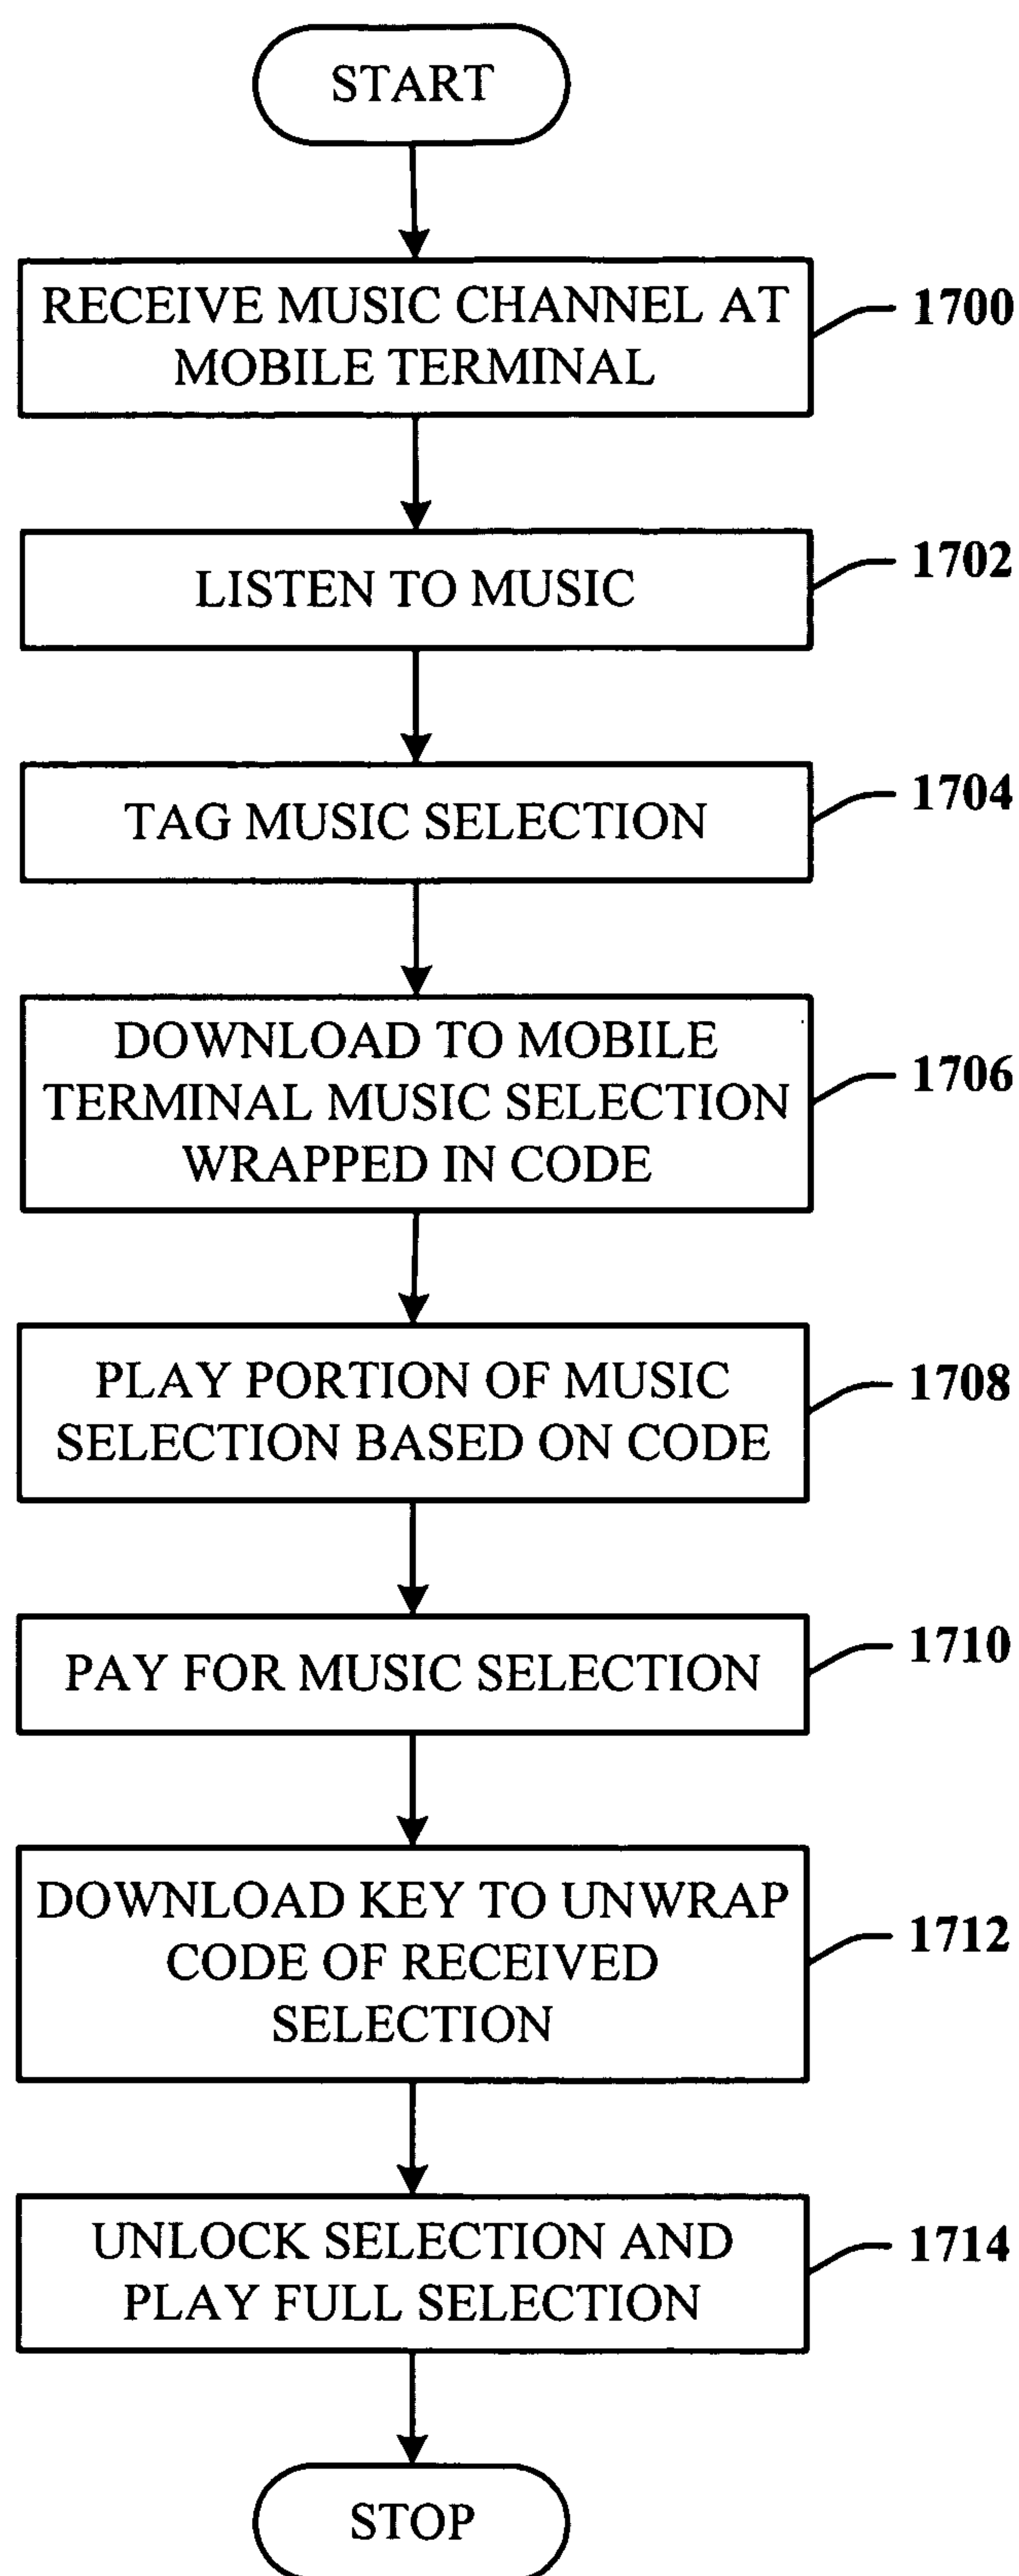 START
RECEIVE MUSIC CHANNEL AT
MOBILE TERMINAL
1700
LISTEN TO MUSIC
1702
TAG MUSIC SELECTION
1704
DOWNLOAD TO MOBILE
TERMINAL MUSIC SELECTION
WRAPPED IN CODE
1706
PLAY PORTION OF MUSIC
SELECTION BASED ON CODE
1708
PAY FOR MUSIC SELECTION
1710
DOWNLOAD KEY TO UNWRAP
CODE OF RECEIVED
SELECTION
1712
UNLOCK SELECTION AND
PLAY FULL SELECTION
1714
STOP